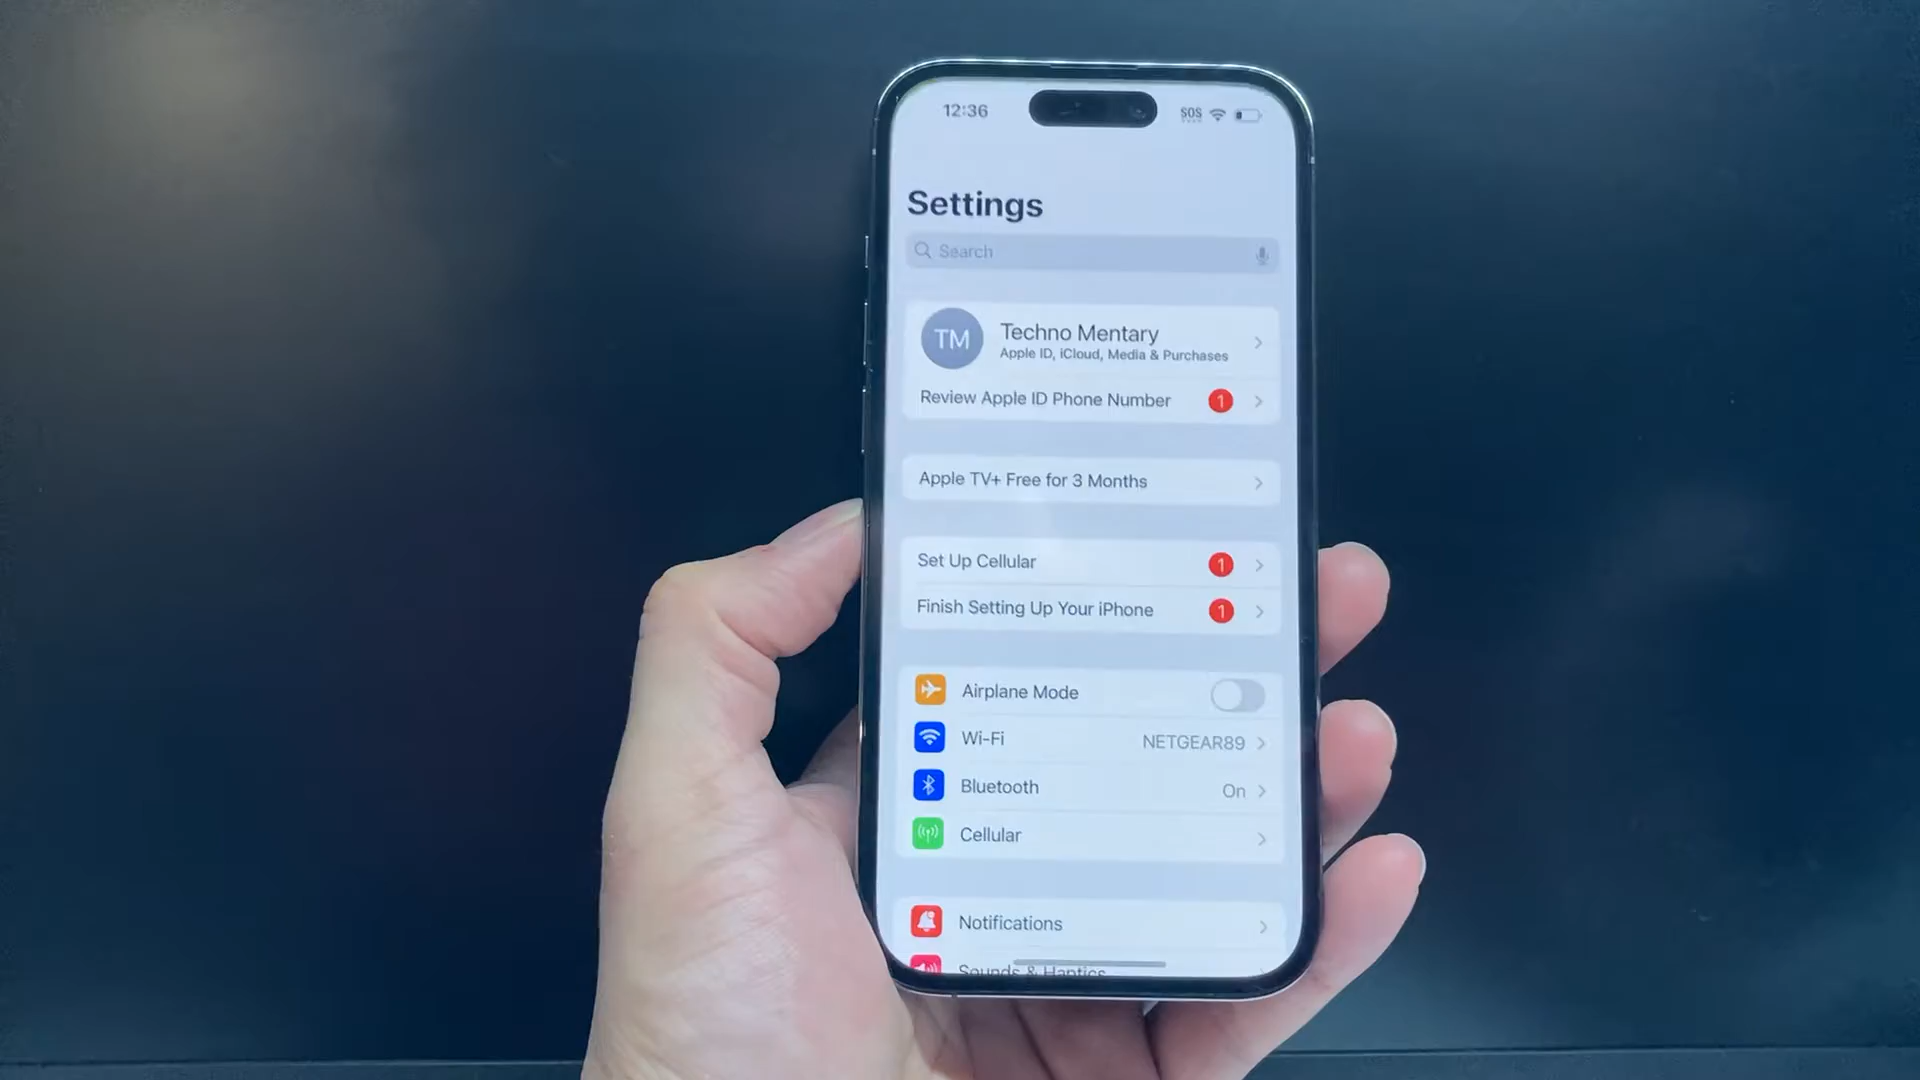 12:36
SOS
Settings
Search
TM
Techno Mentary
Apple ID, iCloud, Media & Purchases
Review Apple ID Phone Number 1
Apple TV+ Free for 3 Months
Set Up Cellular 1
Finish Setting Up Your iPhone 1
Airplane Mode
Wi-Fi NETGEAR89
Bluetooth On
Cellular
Notifications
Sounds & Haptics